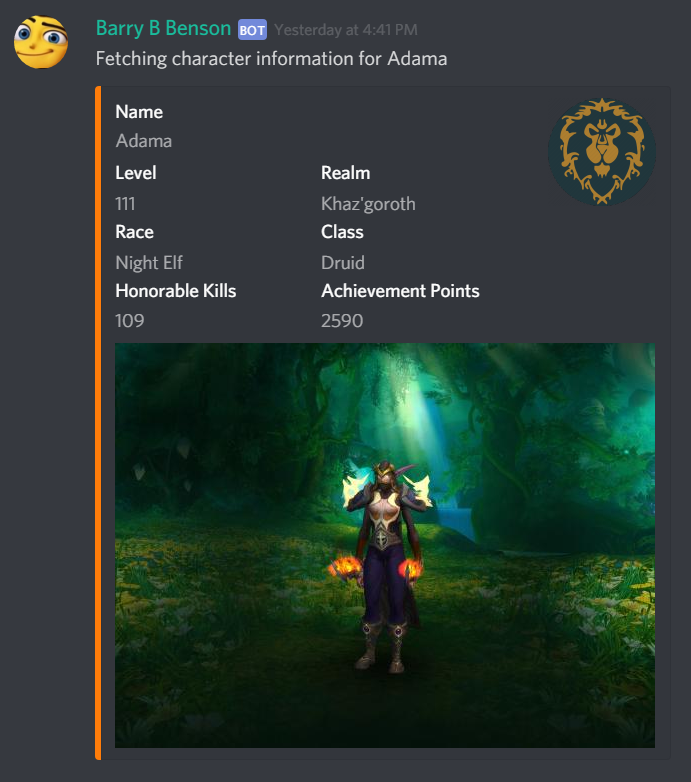 Barry B Benson BOT Yesterday at 4:41 PM
Fetching character information for Adama
Name
Adama
Level Realm
111 Khaz'goroth
Race Class
Night Elf Druid
Honorable Kills Achievement Points
109 2590